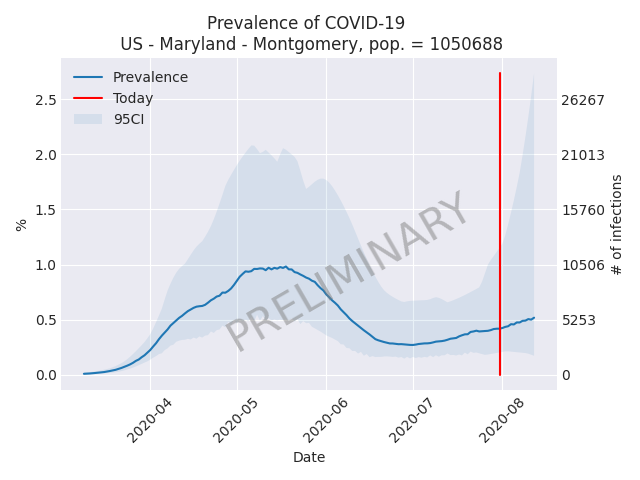 Prevalence of COVID-19
US - Maryland - Montgomery, pop. = 1050688
Prevalence
Today
95CI
2.5
2.0
1.5
1.0
0.5
0.0
%
26267
21013
15760
10506
5253
0
# of infections
PRELIMINARY
2020-04
2020-05
2020-06
2020-07
2020-08
Date